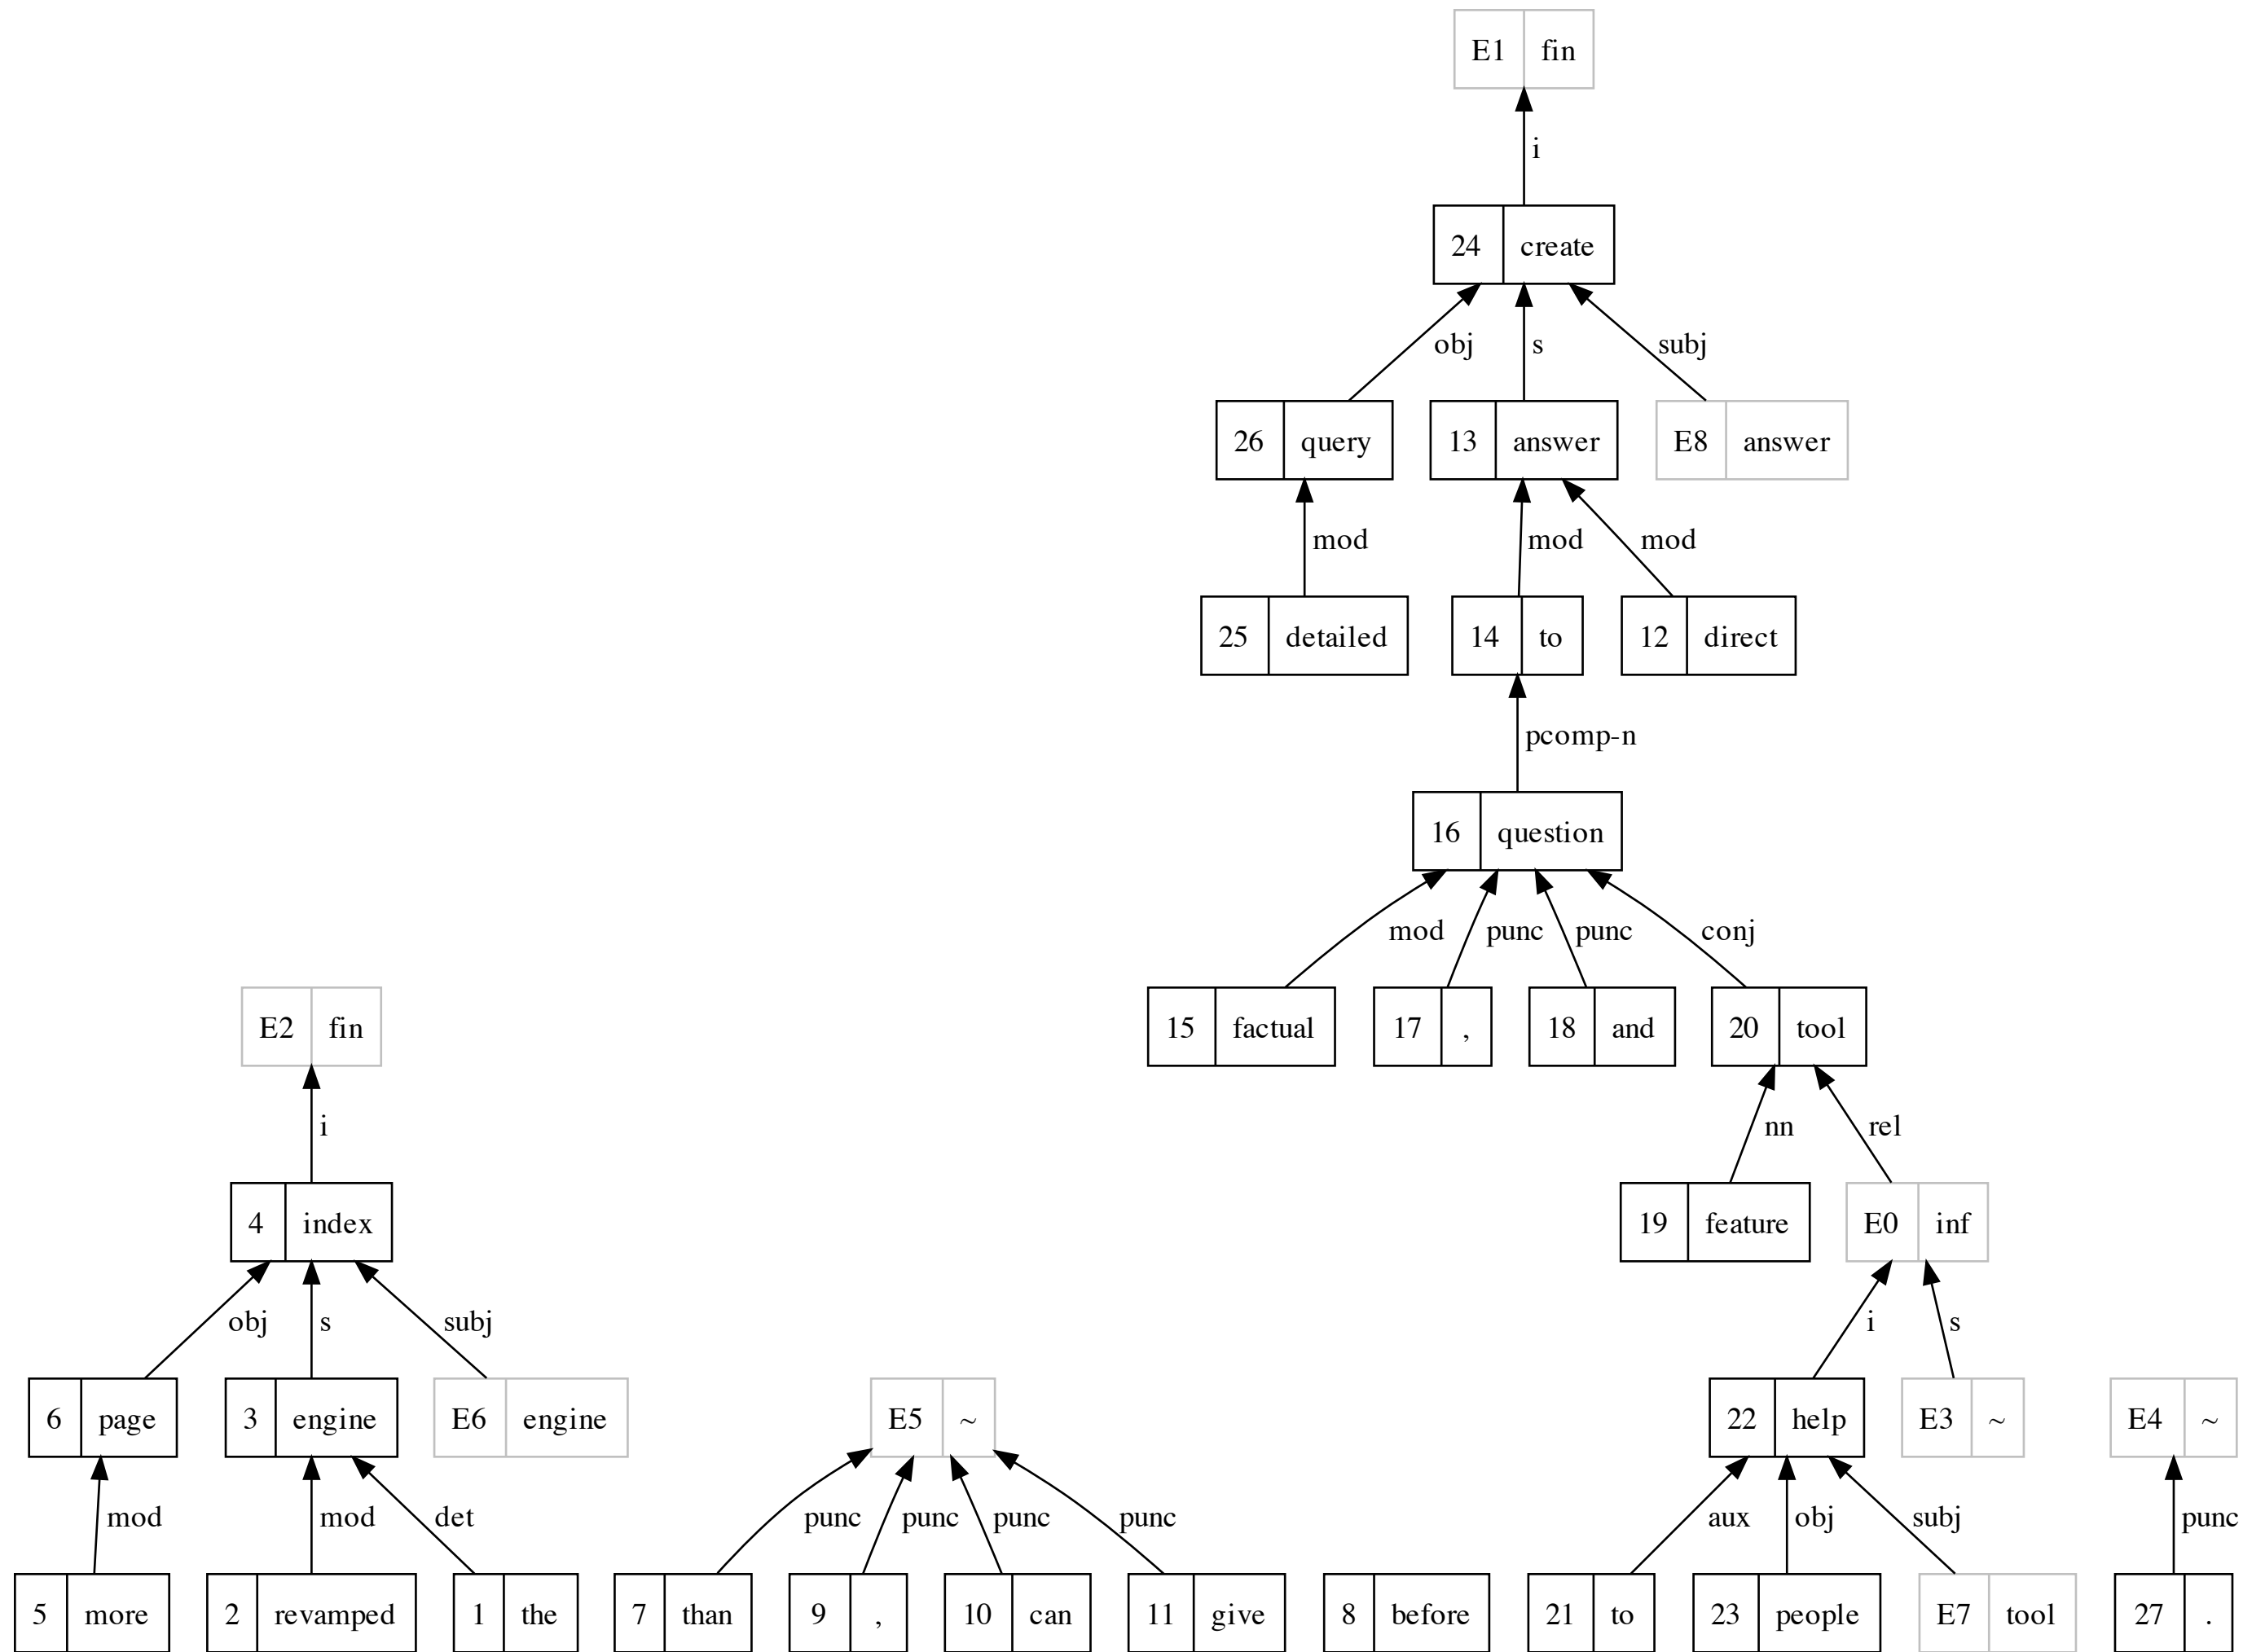 E1 fin
i
24 create
obj s subj
26 query 13 answer E8 answer
mod mod mod
25 detailed 14 to 12 direct
pcomp-n
16 question
mod punc punc conj
E2 fin 15 factual 17 , 18 and 20 tool
i nn rel
4 index 19 feature E0 inf
obj s subj i s
6 page 3 engine E6 engine E5 ~ 22 help E3 ~ E4 ~
mod mod det punc punc punc punc aux obj subj punc
5 more 2 revamped 1 the 7 than 9 , 10 can 11 give 8 before 21 to 23 people E7 tool 27 .